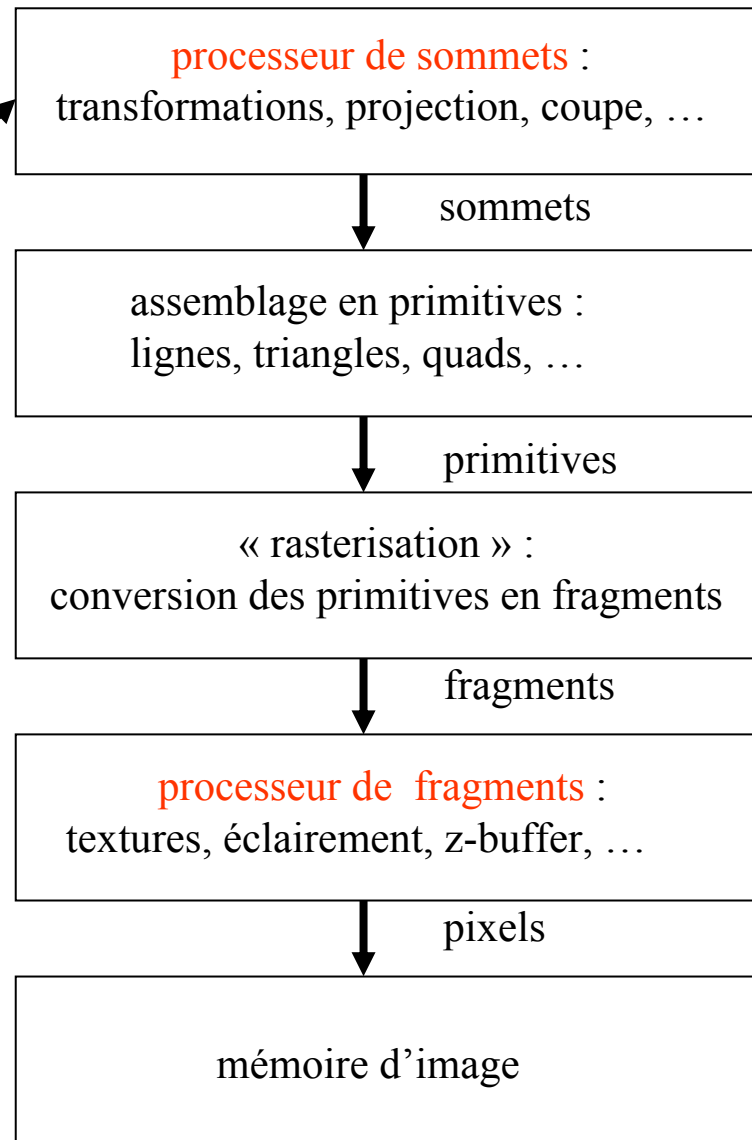 processeur de sommets :
transformations, projection, coupe, …
sommets
assemblage en primitives :
lignes, triangles, quads, …
primitives
« rasterisation » :
conversion des primitives en fragments
fragments
processeur de  fragments :
textures, éclairement, z-buffer, …
pixels
mémoire d’image